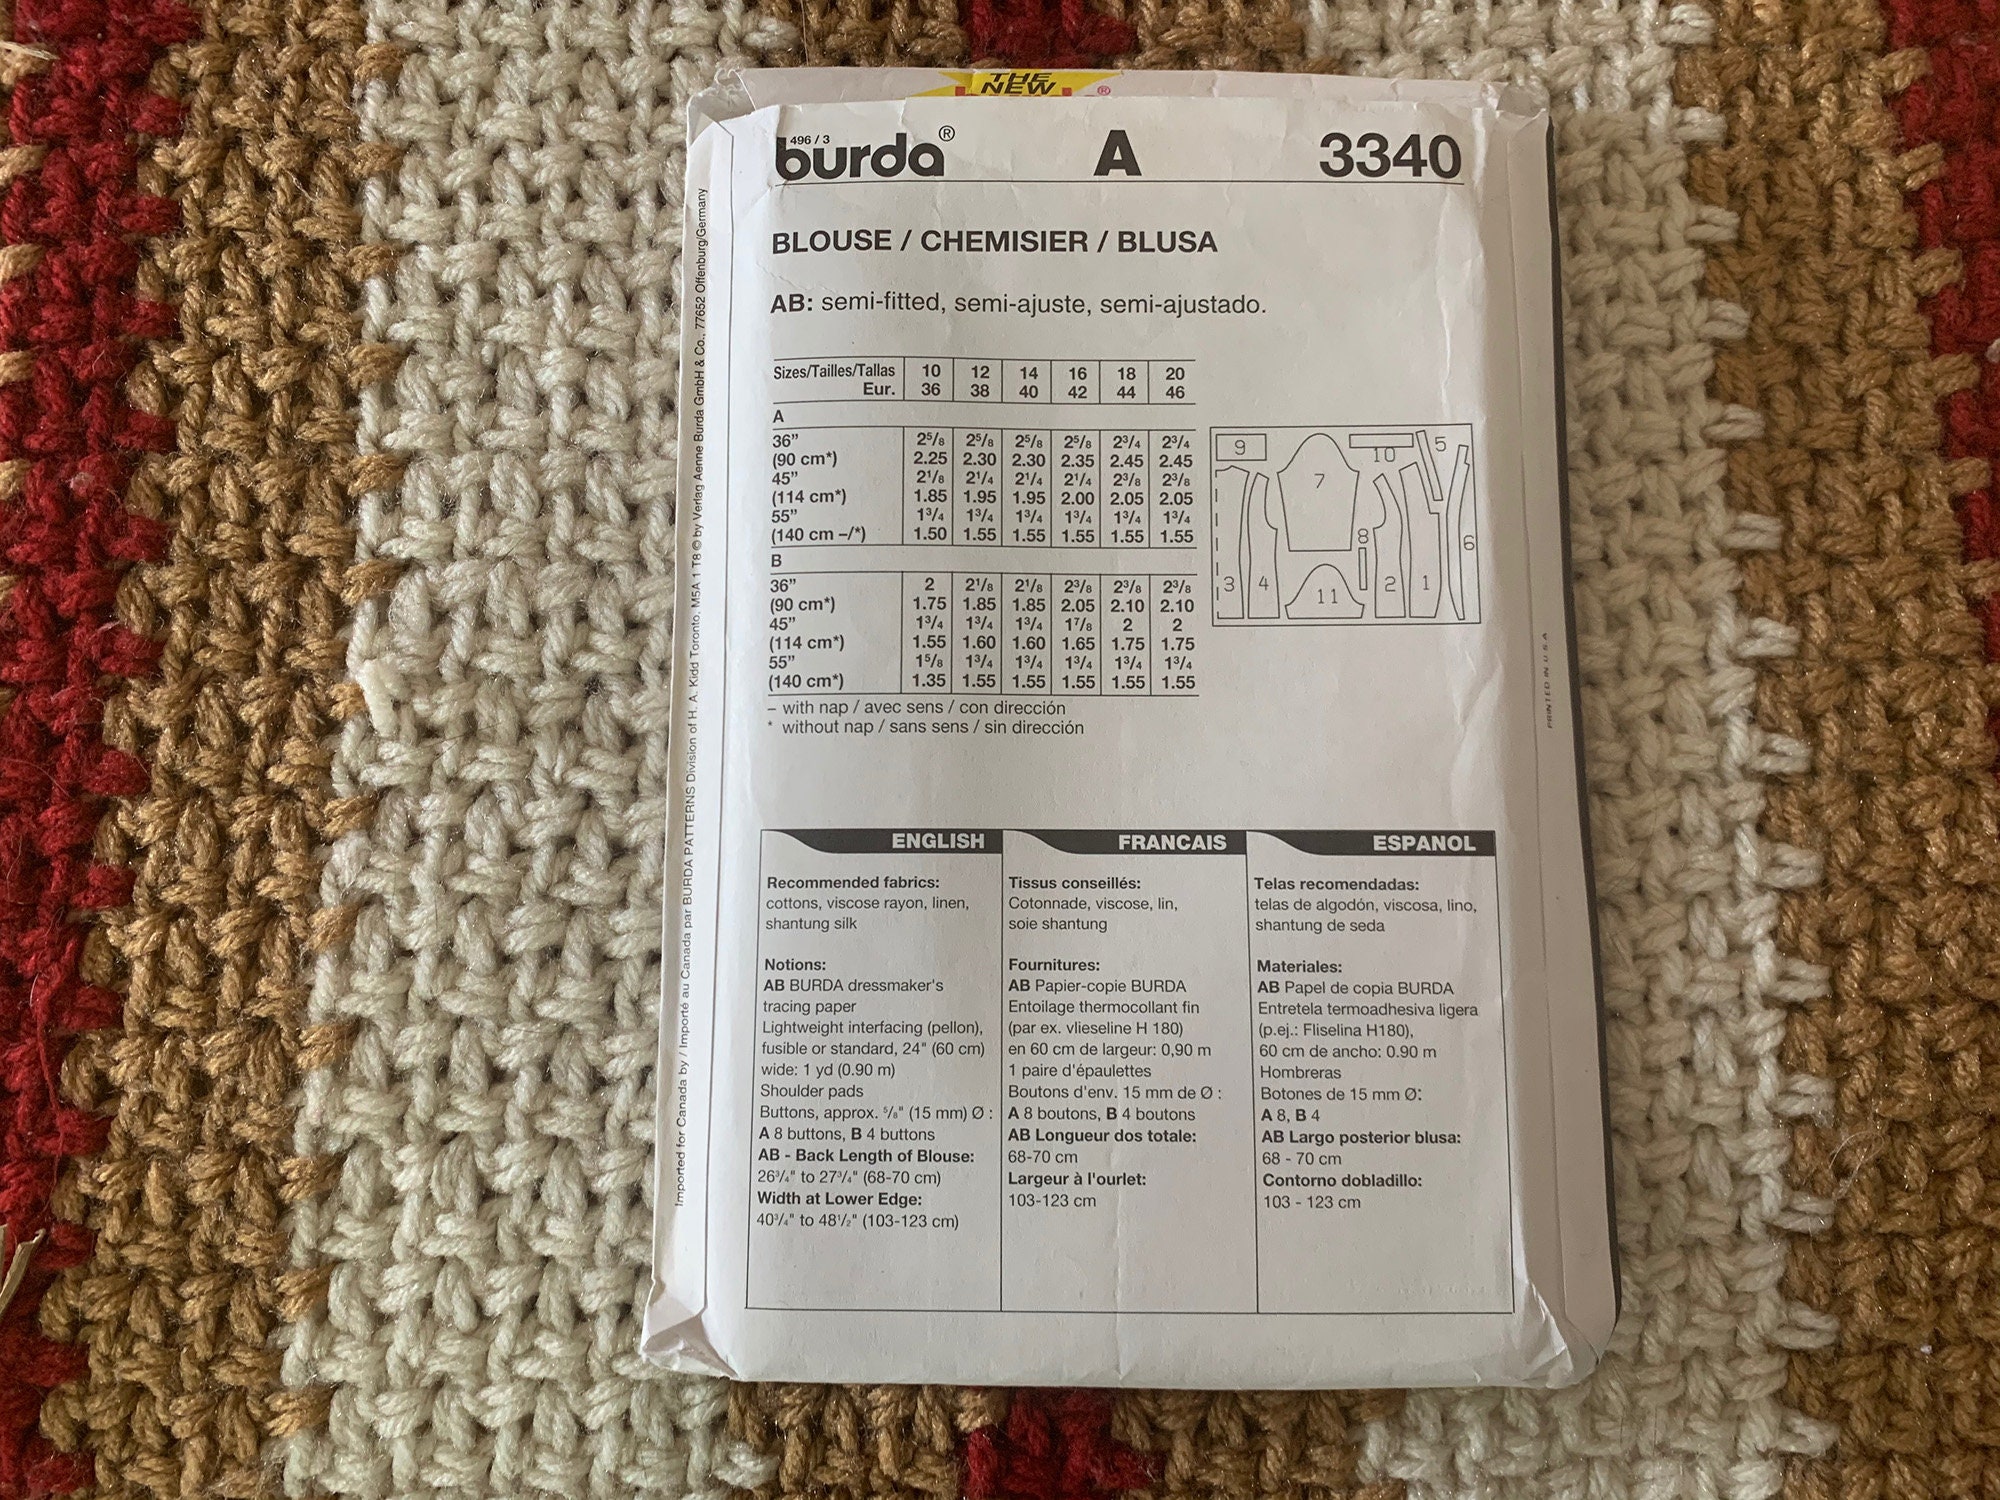 THE
NEW
®
496 / 3
burda® A 3340
BLOUSE / CHEMISIER / BLUSA
AB: semi-fitted, semi-ajuste, semi-ajustado.
Sizes/Tailles/Tallas 10 12 14 16 18 20
Eur. 36 38 40 42 44 46
A
36” 2⁵/₈ 2⁵/₈ 2⁵/₈ 2⁵/₈ 2³/₄ 2³/₄
(90 cm*) 2.25 2.30 2.30 2.35 2.45 2.45
45” 2¹/₈ 2¹/₄ 2¹/₄ 2¹/₄ 2³/₈ 2³/₈
(114 cm*) 1.85 1.95 1.95 2.00 2.05 2.05
55” 1³/₄ 1³/₄ 1³/₄ 1³/₄ 1³/₄ 1³/₄
(140 cm –/*) 1.50 1.55 1.55 1.55 1.55 1.55
B
36” 2 2¹/₈ 2¹/₈ 2³/₈ 2³/₈ 2³/₈
(90 cm*) 1.75 1.85 1.85 2.05 2.10 2.10
45” 1³/₄ 1³/₄ 1³/₄ 1⁷/₈ 2 2
(114 cm*) 1.55 1.60 1.60 1.65 1.75 1.75
55” 1⁵/₈ 1³/₄ 1³/₄ 1³/₄ 1³/₄ 1³/₄
(140 cm*) 1.35 1.55 1.55 1.55 1.55 1.55
– with nap / avec sens / con dirección
* without nap / sans sens / sin dirección
9 7 10 5
8 6
3 4 11 2 1
ENGLISH
Recommended fabrics:
cottons, viscose rayon, linen,
shantung silk
Notions:
AB BURDA dressmaker's
tracing paper
Lightweight interfacing (pellon),
fusible or standard, 24" (60 cm)
wide: 1 yd (0.90 m)
Shoulder pads
Buttons, approx. ⁵/₈" (15 mm) Ø :
A 8 buttons, B 4 buttons
AB - Back Length of Blouse:
26³/₄" to 27³/₄" (68-70 cm)
Width at Lower Edge:
40³/₄" to 48¹/₂" (103-123 cm)
FRANCAIS
Tissus conseillés:
Cotonnade, viscose, lin,
soie shantung
Fournitures:
AB Papier-copie BURDA
Entoilage thermocollant fin
(par ex. vlieseline H 180)
en 60 cm de largeur: 0,90 m
1 paire d'épaulettes
Boutons d'env. 15 mm de Ø :
A 8 boutons, B 4 boutons
AB Longueur dos totale:
68-70 cm
Largeur à l'ourlet:
103-123 cm
ESPANOL
Telas recomendadas:
telas de algodón, viscosa, lino,
shantung de seda
Materiales:
AB Papel de copia BURDA
Entretela termoadhesiva ligera
(p.ej.: Fliselina H180),
60 cm de ancho: 0.90 m
Hombreras
Botones de 15 mm Ø:
A 8, B 4
AB Largo posterior blusa:
68 - 70 cm
Contorno dobladillo:
103 - 123 cm
Imported for Canada by / Importé au Canada par BURDA PATTERNS Division of H. A. Kidd Toronto. M5A 1 T8 © by Verlag Aenne Burda GmbH & Co., 77652 Offenburg/Germany
PRINTED IN U.S.A